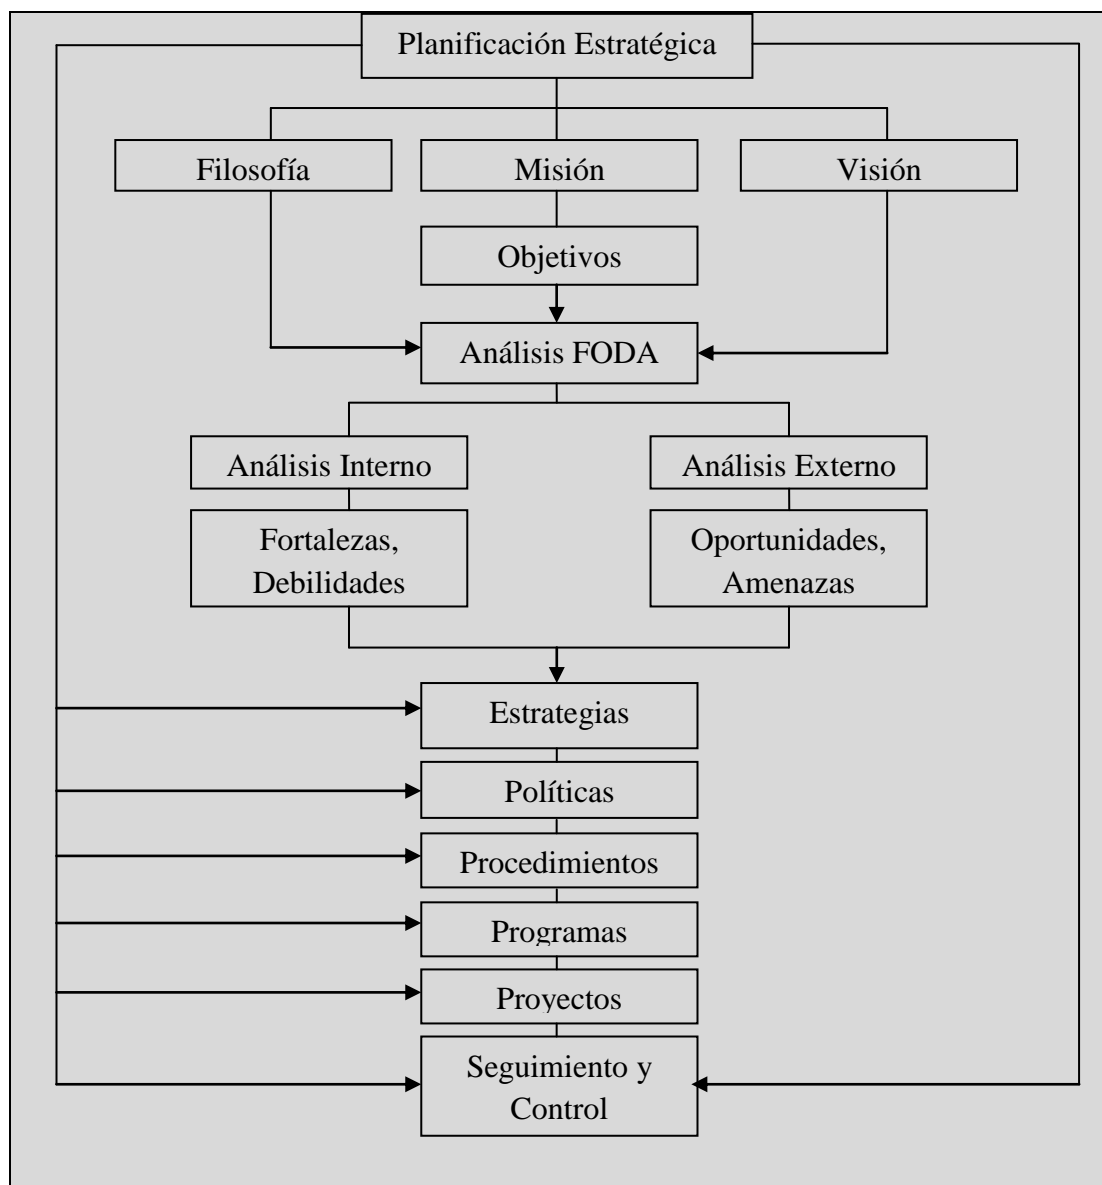 Planificación Estratégica
Filosofía
Misión
Visión
Objetivos
Análisis FODA
Análisis Interno
Análisis Externo
Fortalezas,
Debilidades
Oportunidades,
Amenazas
Estrategias
Políticas
Procedimientos
Programas
Proyectos
Seguimiento y
Control